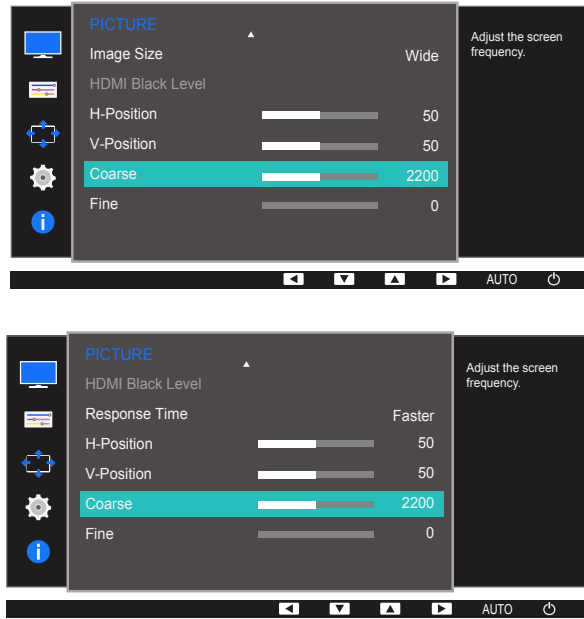 PICTURE
Image Size Wide
HDMI Black Level
H-Position 50
V-Position 50
Coarse 2200
Fine 0
Adjust the screen
frequency.
AUTO
PICTURE
HDMI Black Level
Response Time Faster
H-Position 50
V-Position 50
Coarse 2200
Fine 0
Adjust the screen
frequency.
AUTO